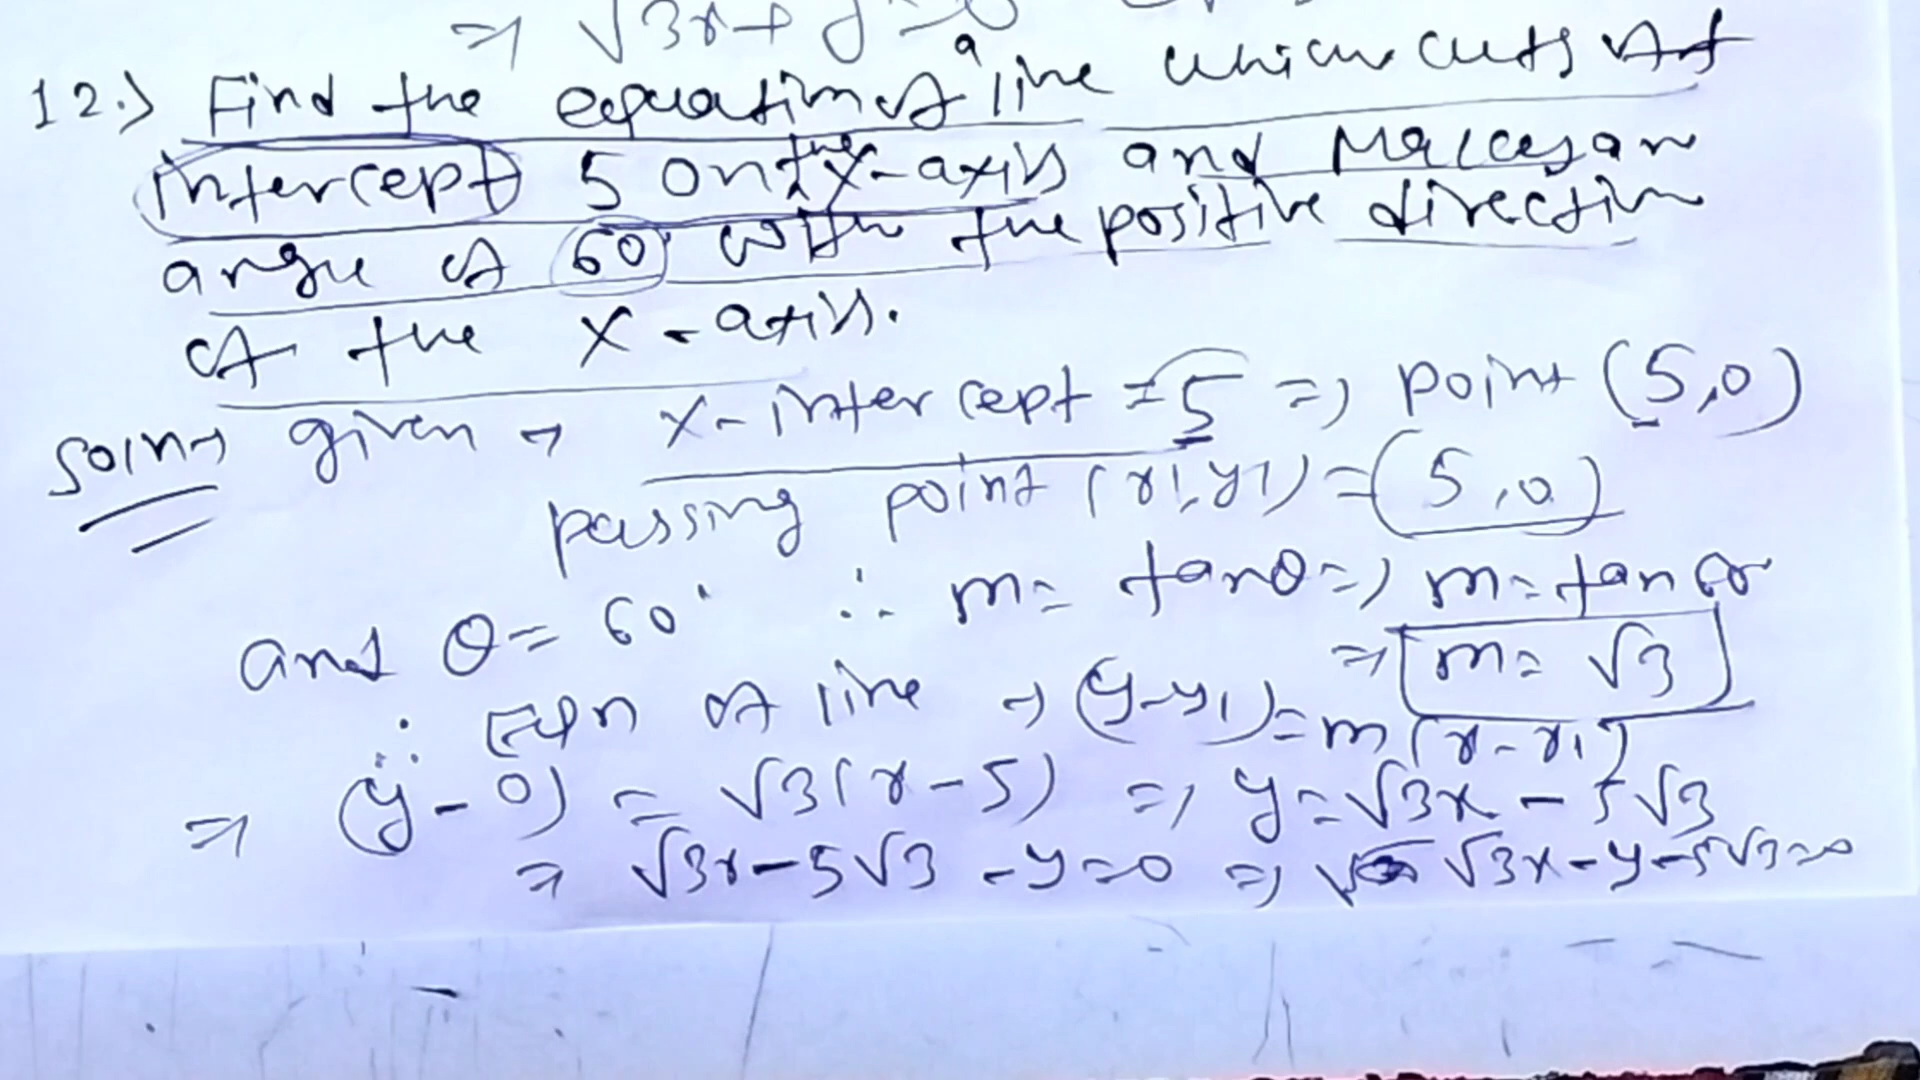 ⇒ √3x + y = 0
12.) Find the equation of a line which cuts off
intercept 5 on the x-axis and makes an
angle of 60° with the positive direction
of the x-axis.
Soln→ given → x-intercept = 5 ⇒ point (5,0)
passing point (x1,y1) = (5,0)
and θ = 60° ∴ m = tanθ ⇒ m = tan 60°
⇒ m = √3
∴ Eqn of line → (y-y1) = m(x-x1)
⇒ (y-0) = √3(x-5) ⇒ y = √3x - 5√3
⇒ √3x-5√3-y=0 ⇒ √3x-y-5√3=0